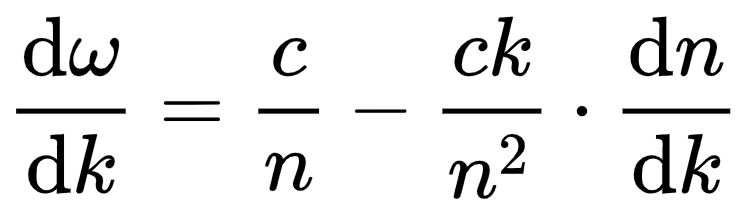 dω/dk = c/n − ck/n² · dn/dk